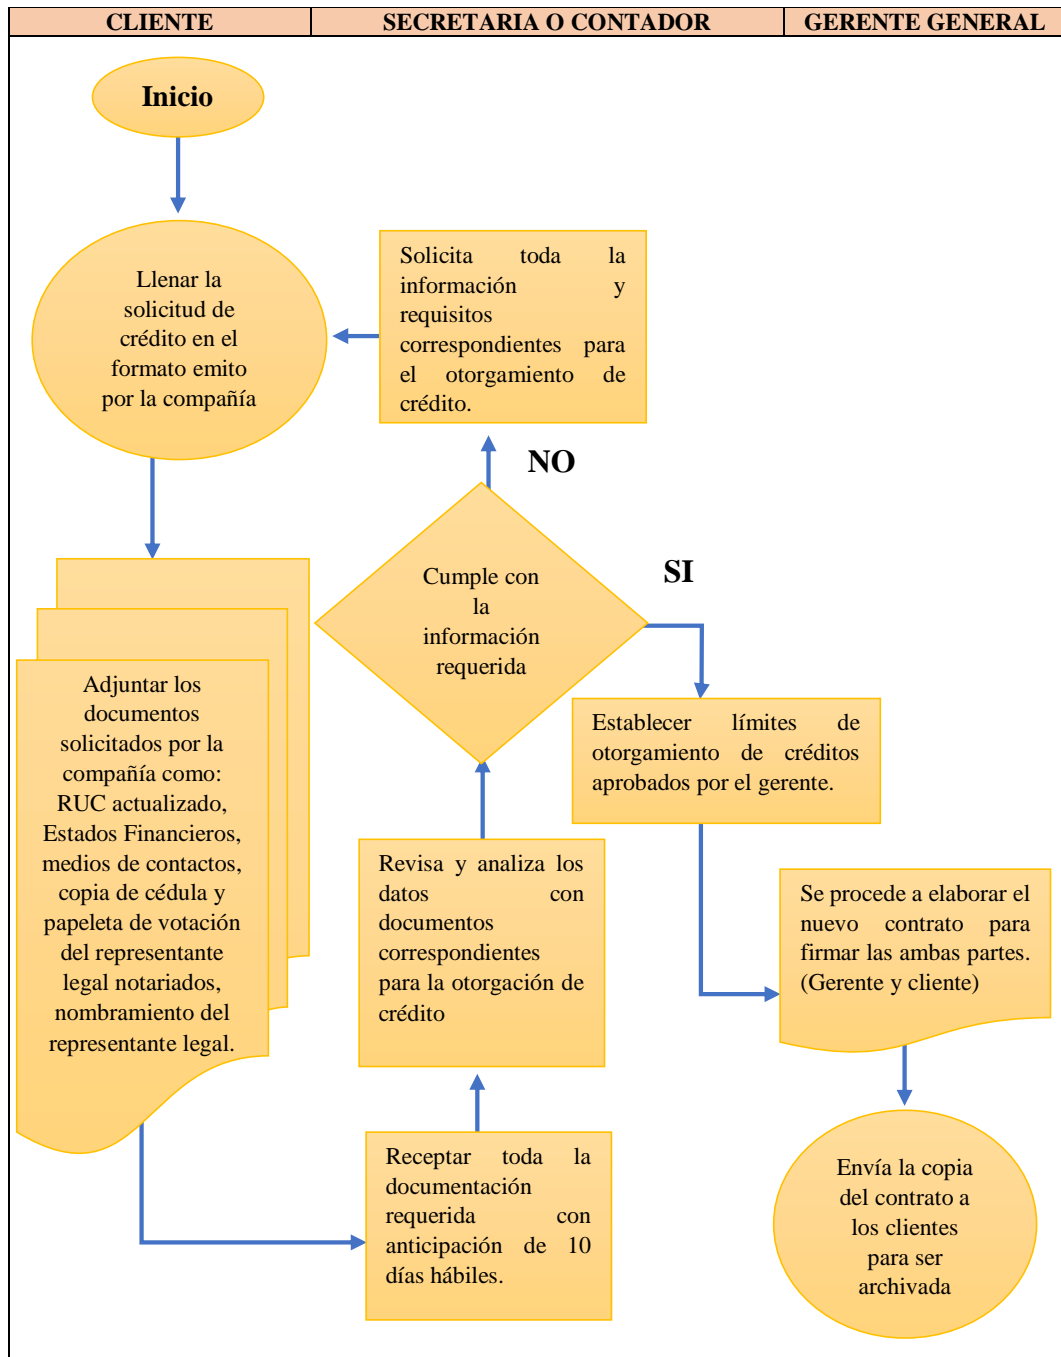 CLIENTE
SECRETARIA O CONTADOR
GERENTE GENERAL
Inicio
Llenar la
solicitud de
crédito en el
formato emito
por la compañía
Solicita toda la
información y
requisitos
correspondientes para
el otorgamiento de
crédito.
NO
SI
Cumple con
la
información
requerida
Adjuntar los
documentos
solicitados por la
compañía como:
RUC actualizado,
Estados Financieros,
medios de contactos,
copia de cédula y
papeleta de votación
del representante
legal notariados,
nombramiento del
representante legal.
Establecer límites de
otorgamiento de créditos
aprobados por el gerente.
Revisa y analiza los
datos con
documentos
correspondientes
para la otorgación de
crédito
Se procede a elaborar el
nuevo contrato para
firmar las ambas partes.
(Gerente y cliente)
Receptar toda la
documentación
requerida con
anticipación de 10
días hábiles.
Envía la copia
del contrato a
los clientes
para ser
archivada